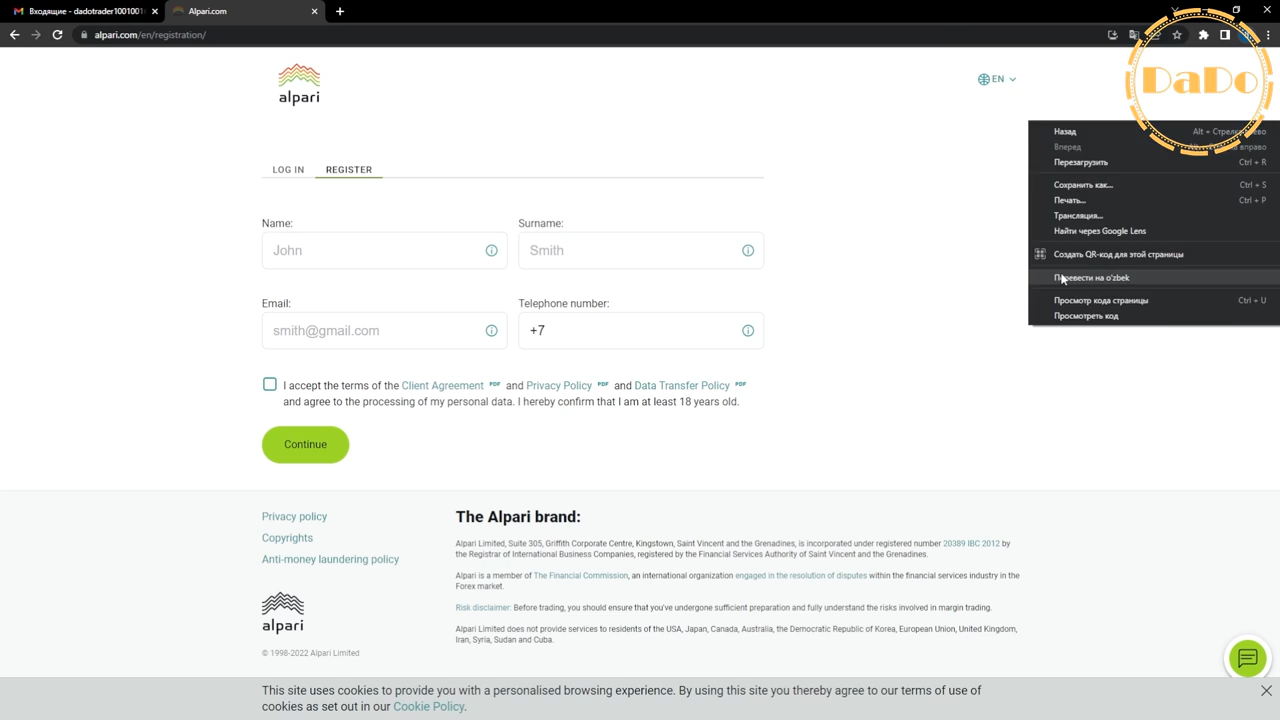 Входящие - dadotrader1001001
Alpari.com
alpari.com/en/registration/
alpari
EN
DaDo
LOG IN
REGISTER
Назад
Вперед
Перезагрузить Ctrl + R
Сохранить как... Ctrl + S
Печать... Ctrl + P
Трансляция...
Найти через Google Lens
Создать QR-код для этой страницы
Перевести на o'zbek
Просмотр кода страницы Ctrl + U
Просмотреть код
Name:
Surname:
John
Smith
Email:
Telephone number:
smith@gmail.com
+7
I accept the terms of the Client Agreement PDF and Privacy Policy PDF and Data Transfer Policy PDF
and agree to the processing of my personal data. I hereby confirm that I am at least 18 years old.
Continue
Privacy policy
Copyrights
Anti-money laundering policy
alpari
© 1998-2022 Alpari Limited
The Alpari brand:
Alpari Limited, Suite 305, Griffith Corporate Centre, Kingstown, Saint Vincent and the Grenadines, is incorporated under registered number 20389 IBC 2012 by
the Registrar of International Business Companies, registered by the Financial Services Authority of Saint Vincent and the Grenadines.
Alpari is a member of The Financial Commission, an international organization engaged in the resolution of disputes within the financial services industry in the
Forex market.
Risk disclaimer: Before trading, you should ensure that you've undergone sufficient preparation and fully understand the risks involved in margin trading.
Alpari Limited does not provide services to residents of the USA, Japan, Canada, Australia, the Democratic Republic of Korea, European Union, United Kingdom,
Iran, Syria, Sudan and Cuba.
This site uses cookies to provide you with a personalised browsing experience. By using this site you thereby agree to our terms of use of
cookies as set out in our Cookie Policy.